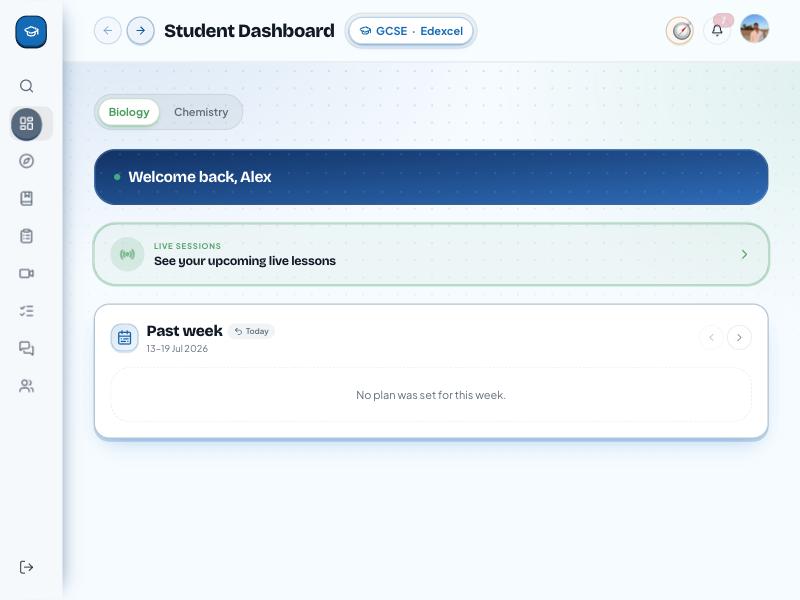 Student Dashboard
GCSE · Edexcel
7
Biology
Chemistry
Welcome back, Alex
LIVE SESSIONS
See your upcoming live lessons
Past week
Today
13–19 Jul 2026
No plan was set for this week.